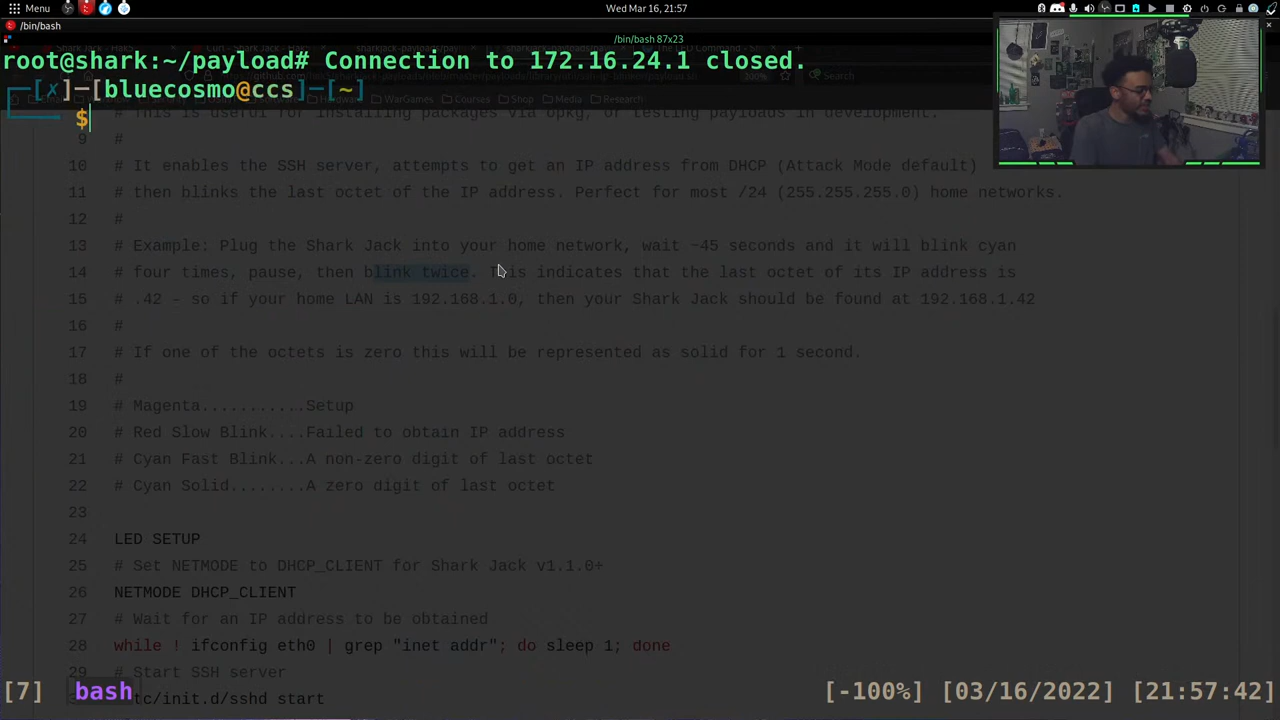 Menu
Wed Mar 16, 21:57
/bin/bash
/bin/bash 87x23
root@shark:~/payload# Connection to 172.16.24.1 closed.
Search
┌─[✗]─[bluecosmo@ccs]─[~]
WarGames Courses Shop Media Research
└──── $
# This is useful for installing packages via opkg, or testing payloads in development.
9 #
10 # It enables the SSH server, attempts to get an IP address from DHCP (Attack Mode default)
11 # then blinks the last octet of the IP address. Perfect for most /24 (255.255.255.0) home networks.
12 #
13 # Example: Plug the Shark Jack into your home network, wait ~45 seconds and it will blink cyan
14 # four times, pause, then blink twice. This indicates that the last octet of its IP address is
15 # .42 - so if your home LAN is 192.168.1.0, then your Shark Jack should be found at 192.168.1.42
16 #
17 # If one of the octets is zero this will be represented as solid for 1 second.
18 #
19 # Magenta...........Setup
20 # Red Slow Blink....Failed to obtain IP address
21 # Cyan Fast Blink...A non-zero digit of last octet
22 # Cyan Solid........A zero digit of last octet
23
24 LED SETUP
25 # Set NETMODE to DHCP_CLIENT for Shark Jack v1.1.0+
26 NETMODE DHCP_CLIENT
27 # Wait for an IP address to be obtained
28 while ! ifconfig eth0 | grep "inet addr"; do sleep 1; done
29 # Start SSH server
tc/init.d/sshd start
[7] bash [-100%] [03/16/2022] [21:57:42]